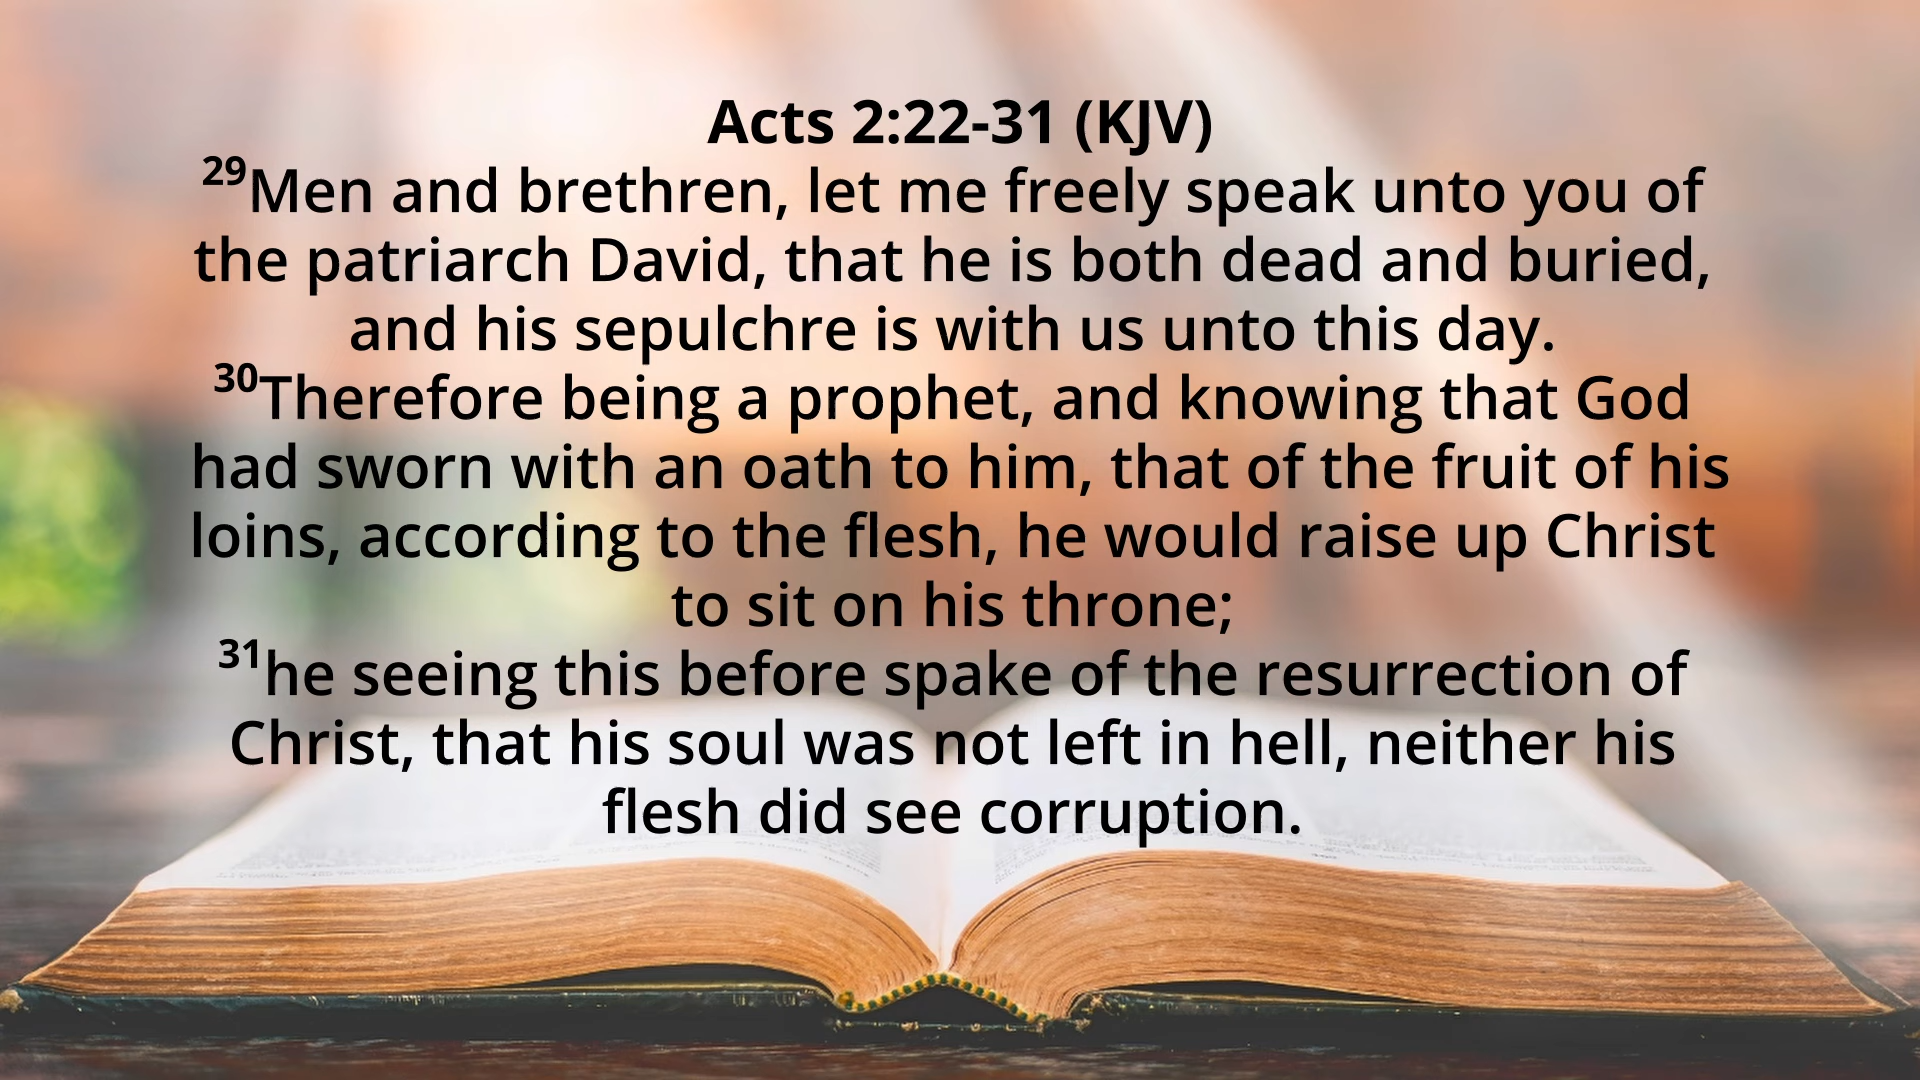 Acts 2:22-31 (KJV)
29Men and brethren, let me freely speak unto you of
the patriarch David, that he is both dead and buried,
and his sepulchre is with us unto this day.
30Therefore being a prophet, and knowing that God
had sworn with an oath to him, that of the fruit of his
loins, according to the flesh, he would raise up Christ
to sit on his throne;
31he seeing this before spake of the resurrection of
Christ, that his soul was not left in hell, neither his
flesh did see corruption.